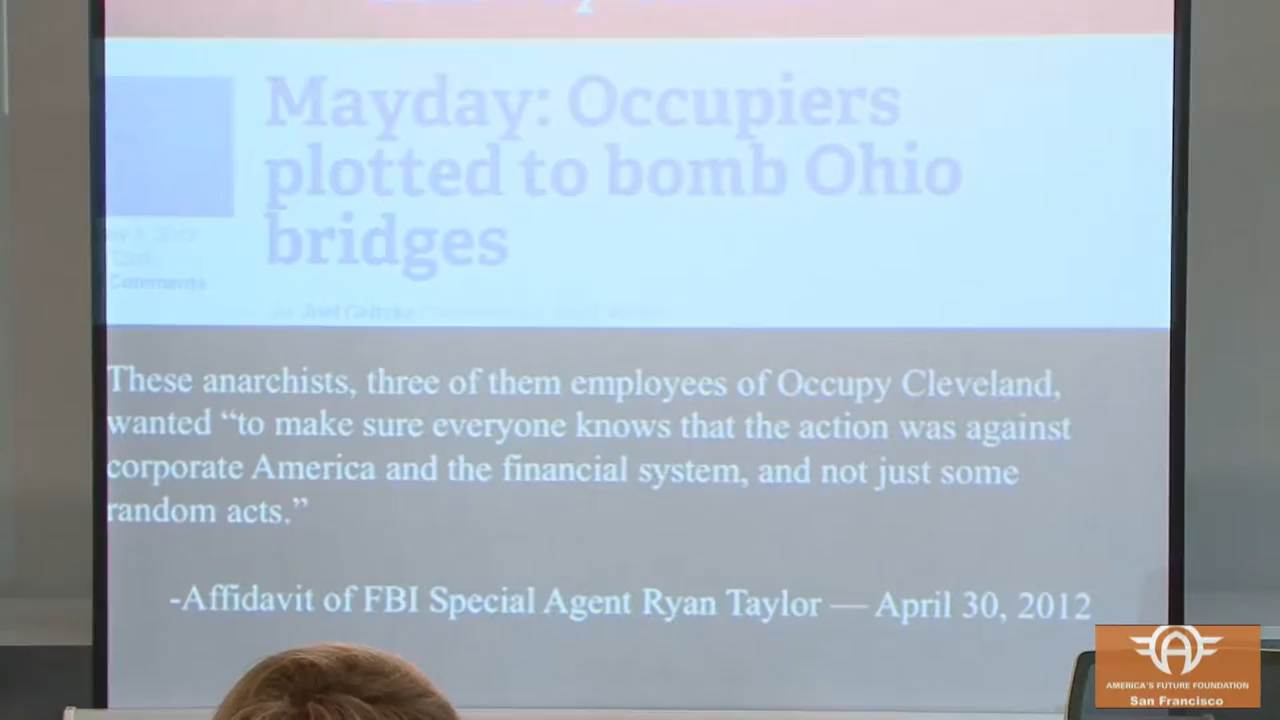 Mayday: Occupiers
plotted to bomb Ohio
bridges
Comments
These anarchists, three of them employees of Occupy Cleveland,
wanted “to make sure everyone knows that the action was against
corporate America and the financial system, and not just some
random acts.”
-Affidavit of FBI Special Agent Ryan Taylor — April 30, 2012
AMERICA'S FUTURE FOUNDATION
San Francisco